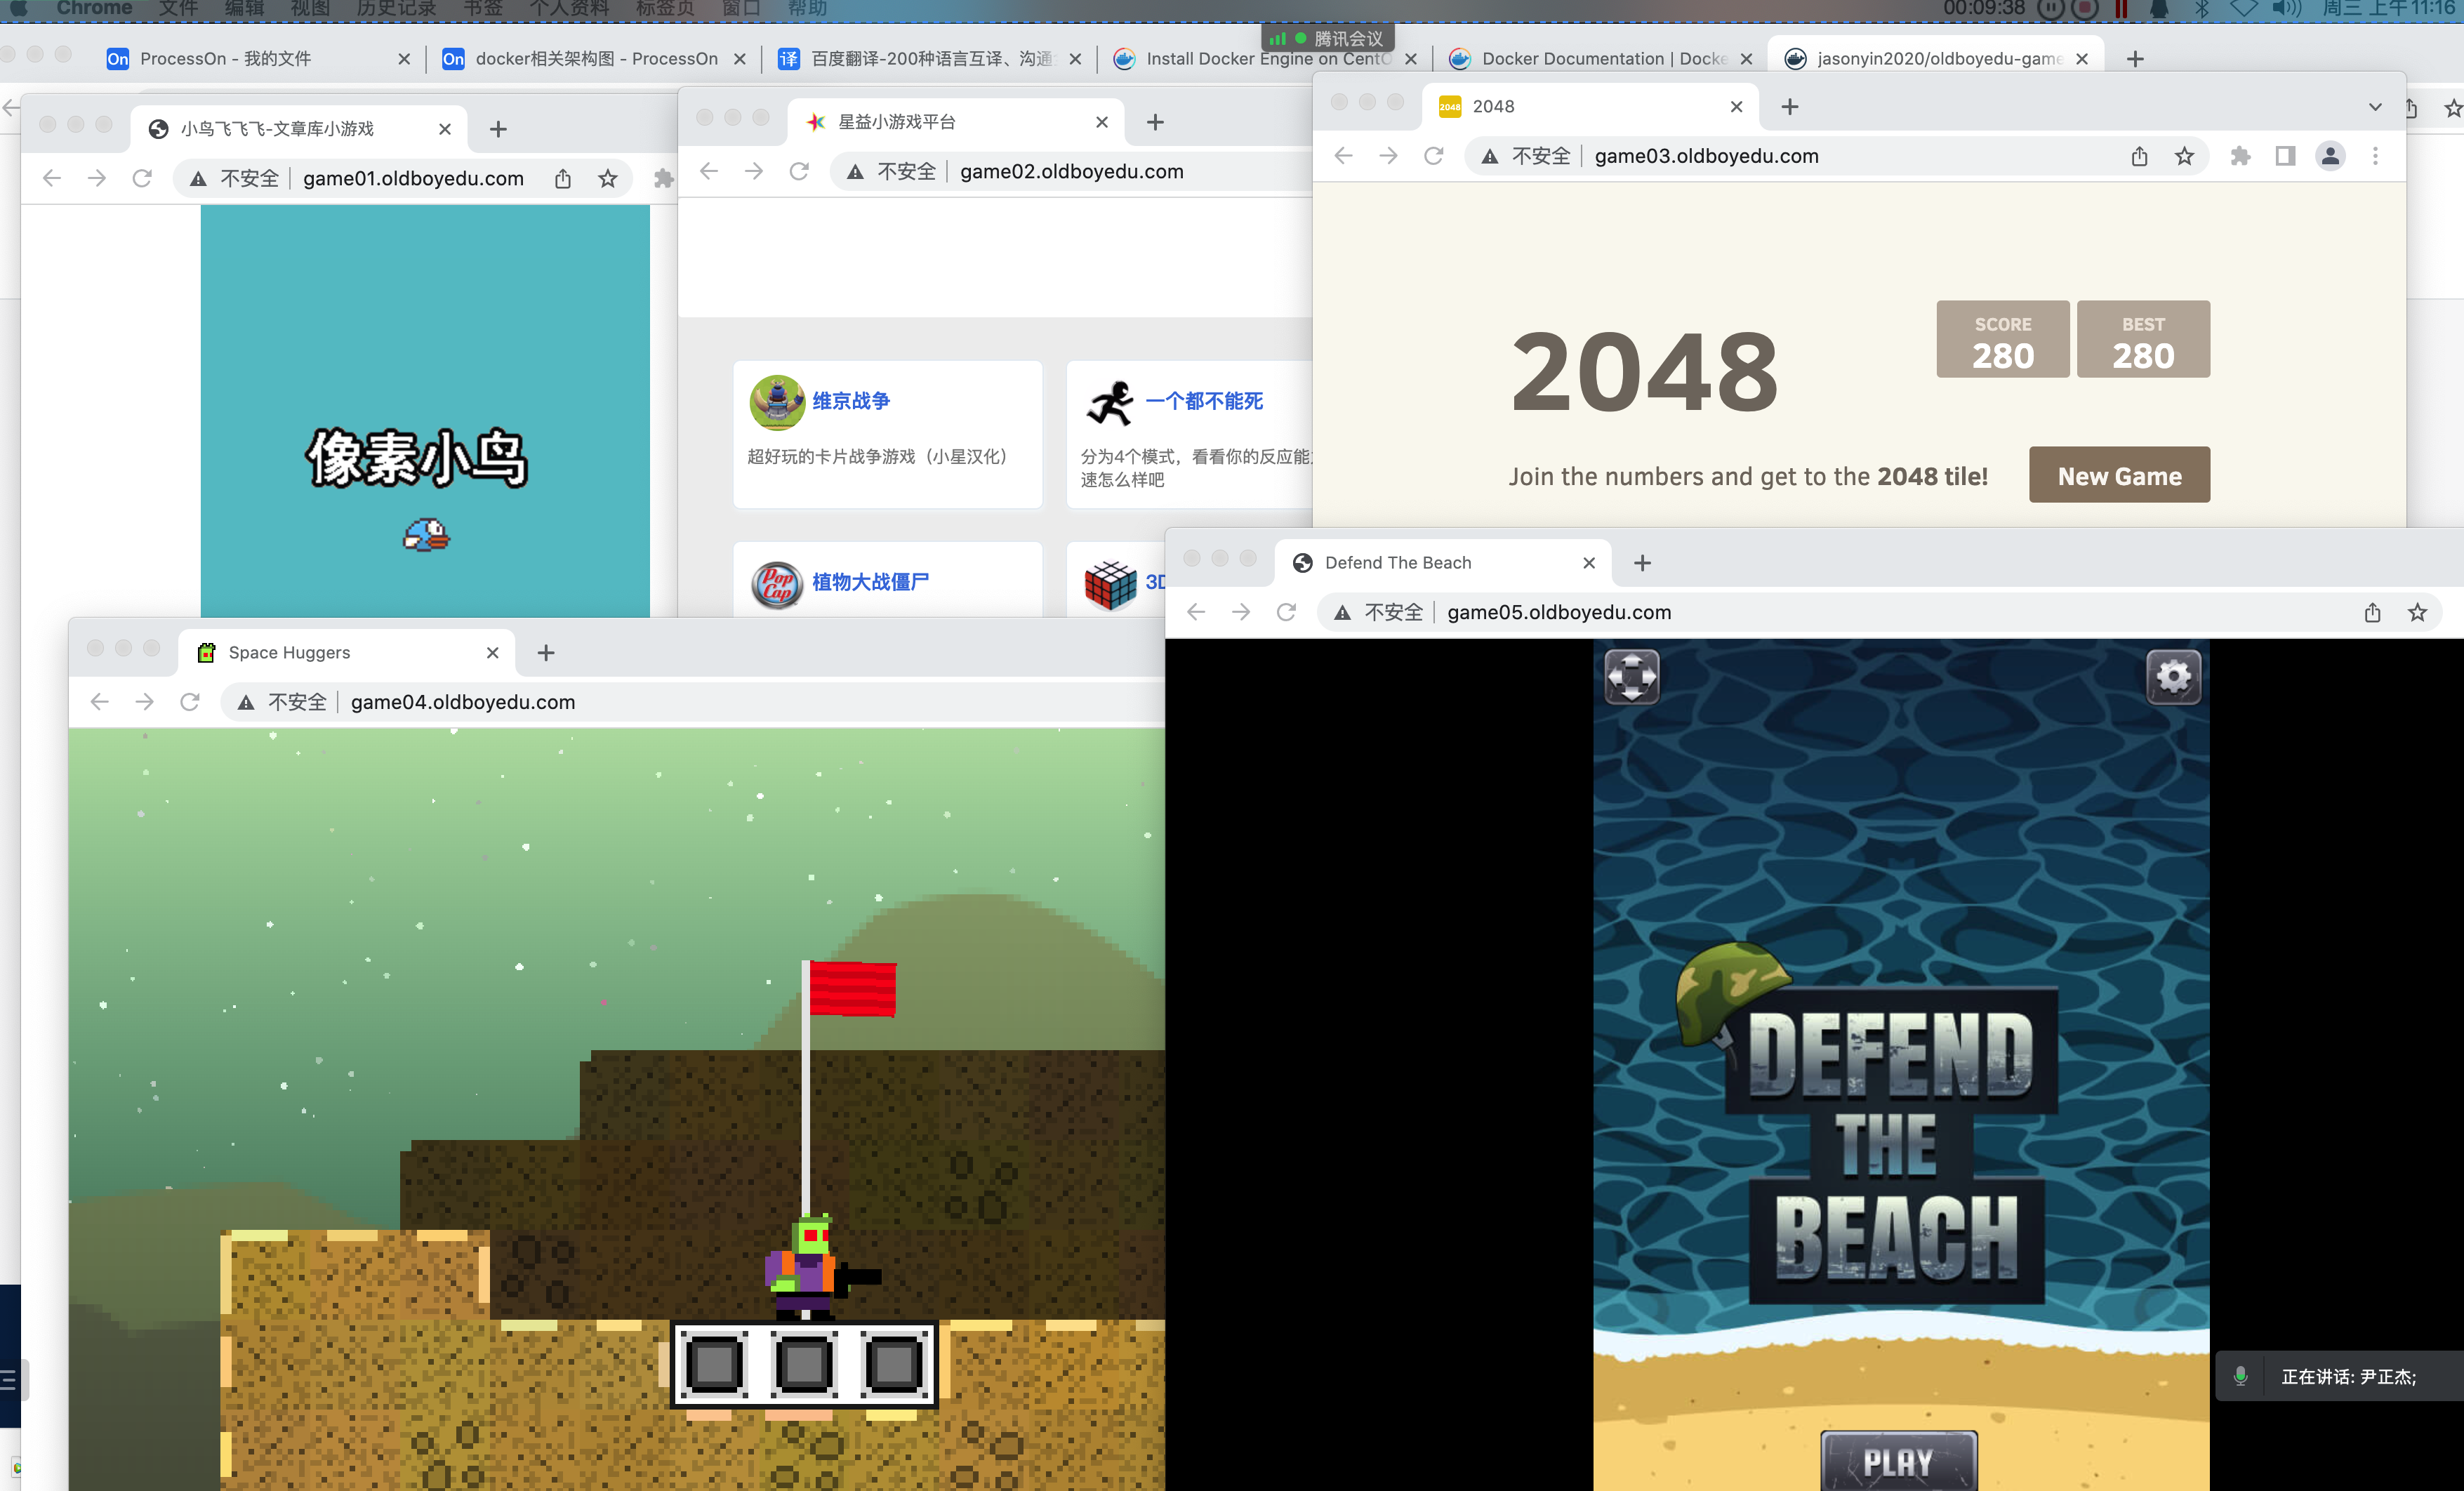 Chrome 文件 编辑 视图 历史记录 书签 个人资料 标签页 窗口 帮助
00:09:38 周三 上午11:16
腾讯会议
ProcessOn - 我的文件
docker相关架构图 - ProcessOn
百度翻译-200种语言互译、沟通
Install Docker Engine on CentO
Docker Documentation | Docke
jasonyin2020/oldboyedu-game
小鸟飞飞飞-文章库小游戏
不安全 game01.oldboyedu.com
像素小鸟
星益小游戏平台
不安全 game02.oldboyedu.com
维京战争
超好玩的卡片战争游戏（小星汉化）
一个都不能死
分为4个模式，看看你的反应能
速怎么样吧
Pop Cap
植物大战僵尸
3D
2048
2048
不安全 game03.oldboyedu.com
2048
SCORE
280
BEST
280
Join the numbers and get to the 2048 tile!
New Game
Space Huggers
不安全 game04.oldboyedu.com
Defend The Beach
不安全 game05.oldboyedu.com
DEFEND
THE
BEACH
PLAY
正在讲话: 尹正杰;